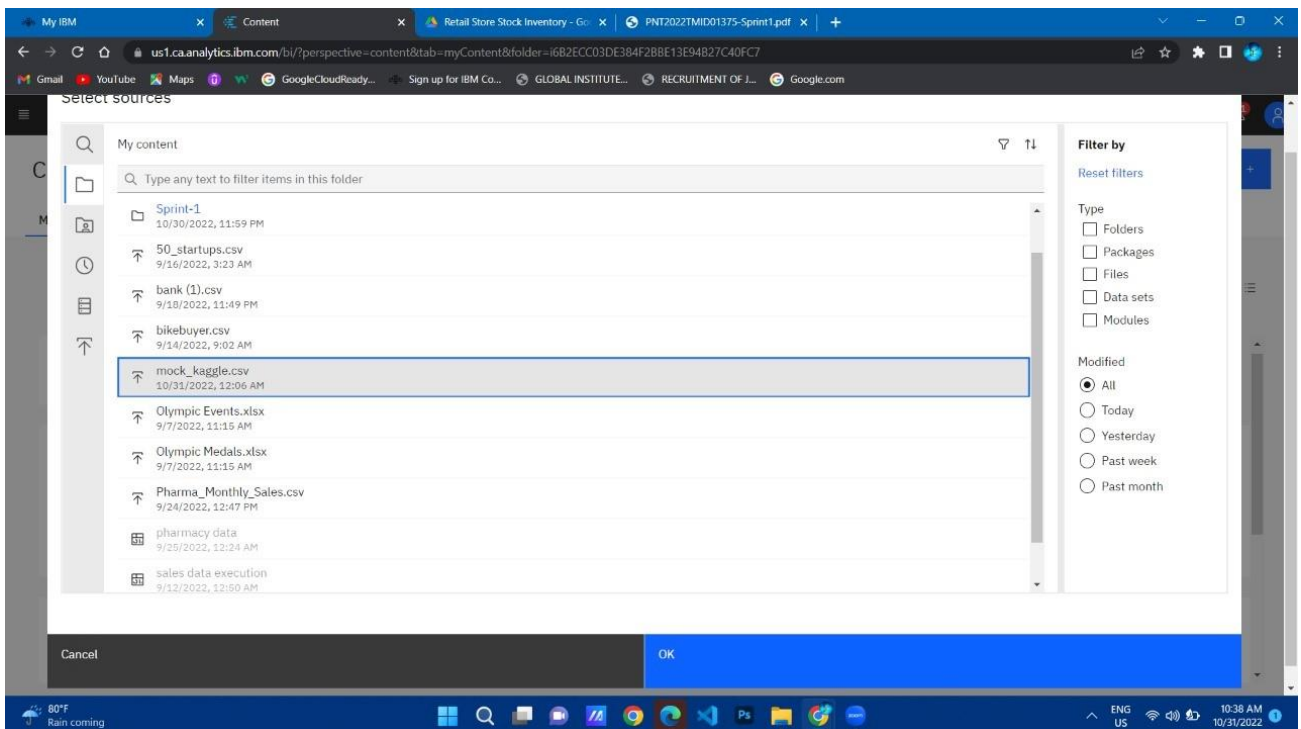 My IBM
Content
Retail Store Stock Inventory - Go
PNT2022TMID01375-Sprint1.pdf
us1.ca.analytics.ibm.com/bi/?perspective=content&tab=myContent&folder=i6B2ECC03DE384F2BBE13E94B27C40FC7
Gmail
YouTube
Maps
GoogleCloudReady...
Sign up for IBM Co...
GLOBAL INSTITUTE...
RECRUITMENT OF J...
Google.com
Select sources
My content
Type any text to filter items in this folder
Sprint-1
10/30/2022, 11:59 PM
50_startups.csv
9/16/2022, 3:23 AM
bank (1).csv
9/18/2022, 11:49 PM
bikebuyer.csv
9/14/2022, 9:02 AM
mock_kaggle.csv
10/31/2022, 12:06 AM
Olympic Events.xlsx
9/7/2022, 11:15 AM
Olympic Medals.xlsx
9/7/2022, 11:15 AM
Pharma_Monthly_Sales.csv
9/24/2022, 12:47 PM
pharmacy data
9/25/2022, 12:24 AM
sales data execution
9/12/2022, 12:50 AM
Filter by
Reset filters
Type
Folders
Packages
Files
Data sets
Modules
Modified
All
Today
Yesterday
Past week
Past month
Cancel
OK
80°F
Rain coming
ENG
US
10:38 AM
10/31/2022